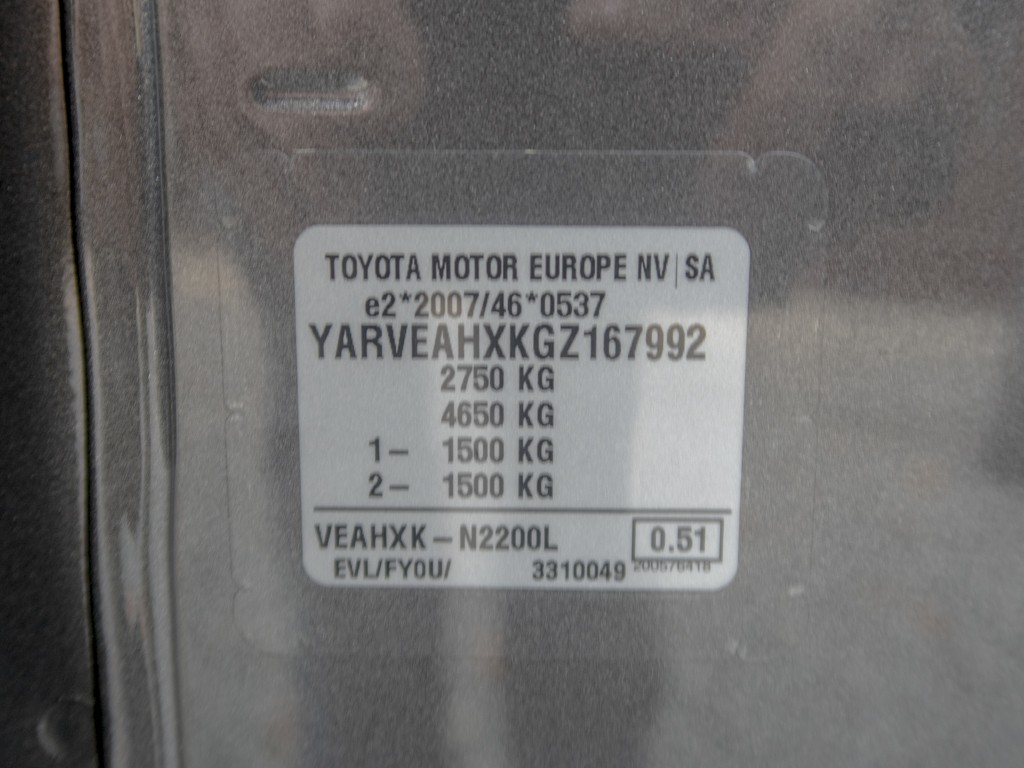 TOYOTA MOTOR EUROPE NV|SA
e2*2007/46*0537
YARVEAHXKGZ167992
2750 KG
4650 KG
1- 1500 KG
2- 1500 KG
VEAHXK-N2200L 0.51
EVL/FY0U/ 3310049 200576418